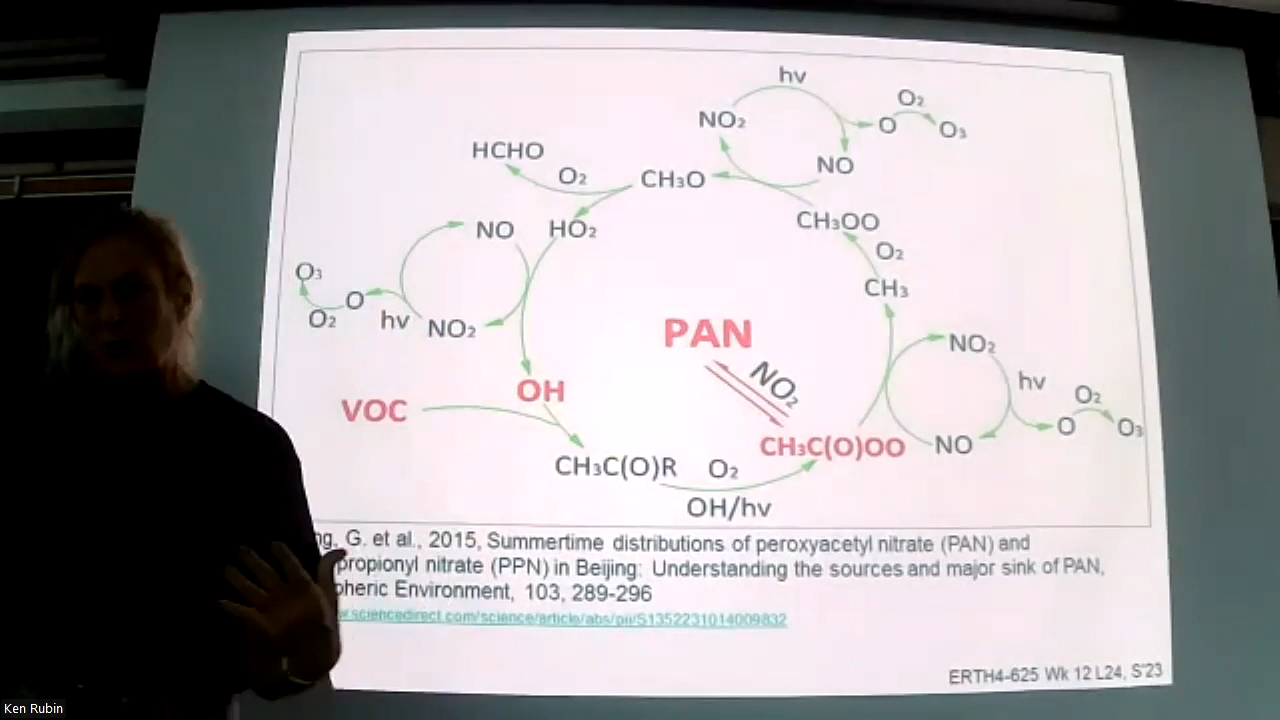 hv
O₂
NO₂
O
O₃
HCHO
NO
O₂
CH₃O
CH₃OO
NO
HO₂
O₂
O₃
CH₃
O
O₂
hv
NO₂
PAN
NO₂
NO₂
hv
O₂
OH
VOC
O
O₃
CH₃C(O)OO
NO
CH₃C(O)R
O₂
OH/hv
G. et al., 2015, Summertime distributions of peroxyacetyl nitrate (PAN) and
propionyl nitrate (PPN) in Beijing: Understanding the sources and major sink of PAN,
pheric Environment, 103, 289-296
.sciencedirect.com/science/article/abs/pii/S1352231014009832
ERTH4-625 Wk 12 L24, S'23
Ken Rubin